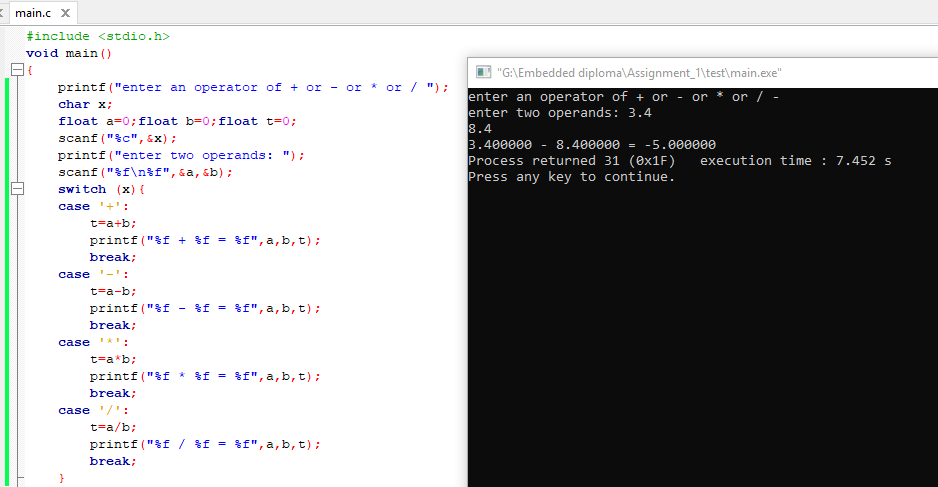 main.c X
#include <stdio.h>
void main()
{
printf("enter an operator of + or - or * or / ");
char x;
float a=0;float b=0;float t=0;
scanf("%c",&x);
printf("enter two operands: ");
scanf("%f\n%f",&a,&b);
switch (x){
case '+':
t=a+b;
printf("%f + %f = %f",a,b,t);
break;
case '-':
t=a-b;
printf("%f - %f = %f",a,b,t);
break;
case '*':
t=a*b;
printf("%f * %f = %f",a,b,t);
break;
case '/':
t=a/b;
printf("%f / %f = %f",a,b,t);
break;
}
"G:\Embedded diploma\Assignment_1\test\main.exe"
enter an operator of + or - or * or / -
enter two operands: 3.4
8.4
3.400000 - 8.400000 = -5.000000
Process returned 31 (0x1F)   execution time : 7.452 s
Press any key to continue.